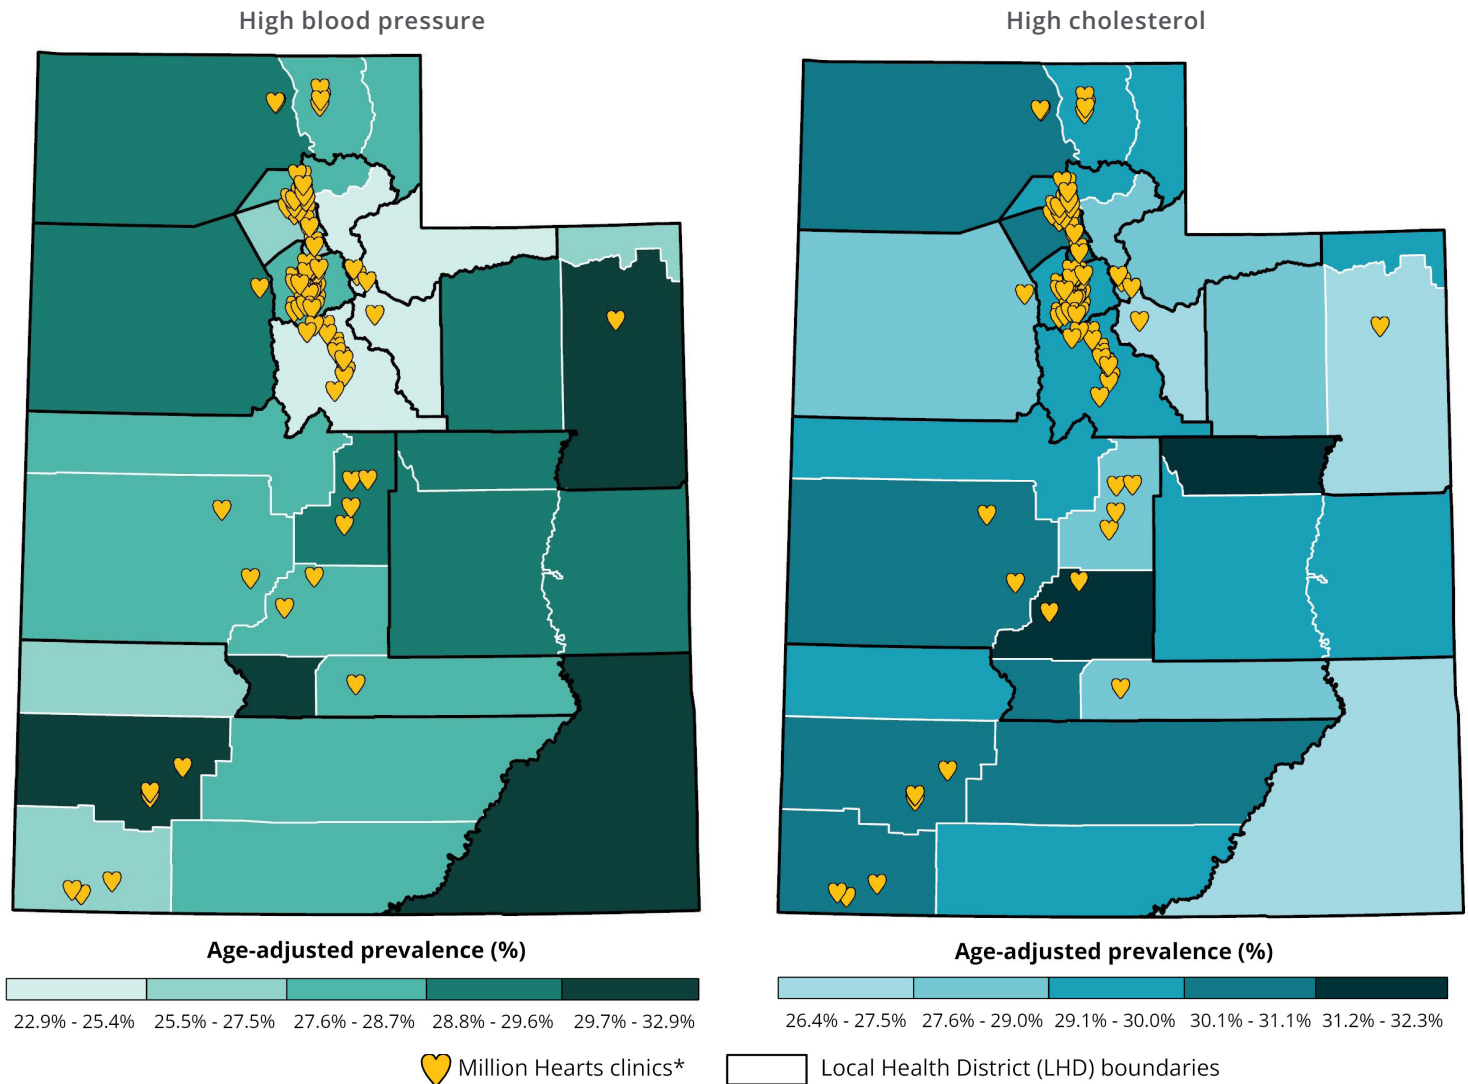 High blood pressure
High cholesterol
Age-adjusted prevalence (%)
22.9% - 25.4% 25.5% - 27.5% 27.6% - 28.7% 28.8% - 29.6% 29.7% - 32.9%
Age-adjusted prevalence (%)
26.4% - 27.5% 27.6% - 29.0% 29.1% - 30.0% 30.1% - 31.1% 31.2% - 32.3%
Million Hearts clinics*
Local Health District (LHD) boundaries